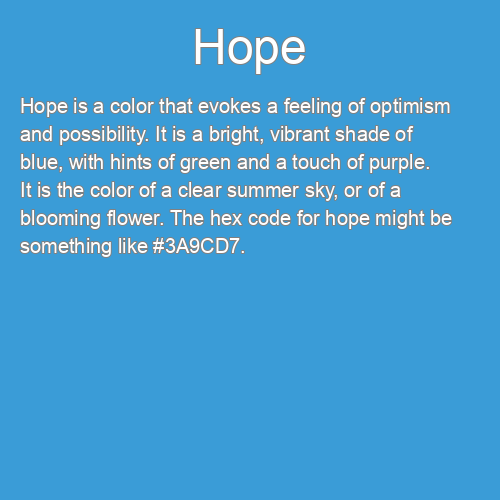 Hope
Hope is a color that evokes a feeling of optimism
and possibility. It is a bright, vibrant shade of
blue, with hints of green and a touch of purple.
It is the color of a clear summer sky, or of a
blooming flower. The hex code for hope might be
something like #3A9CD7.